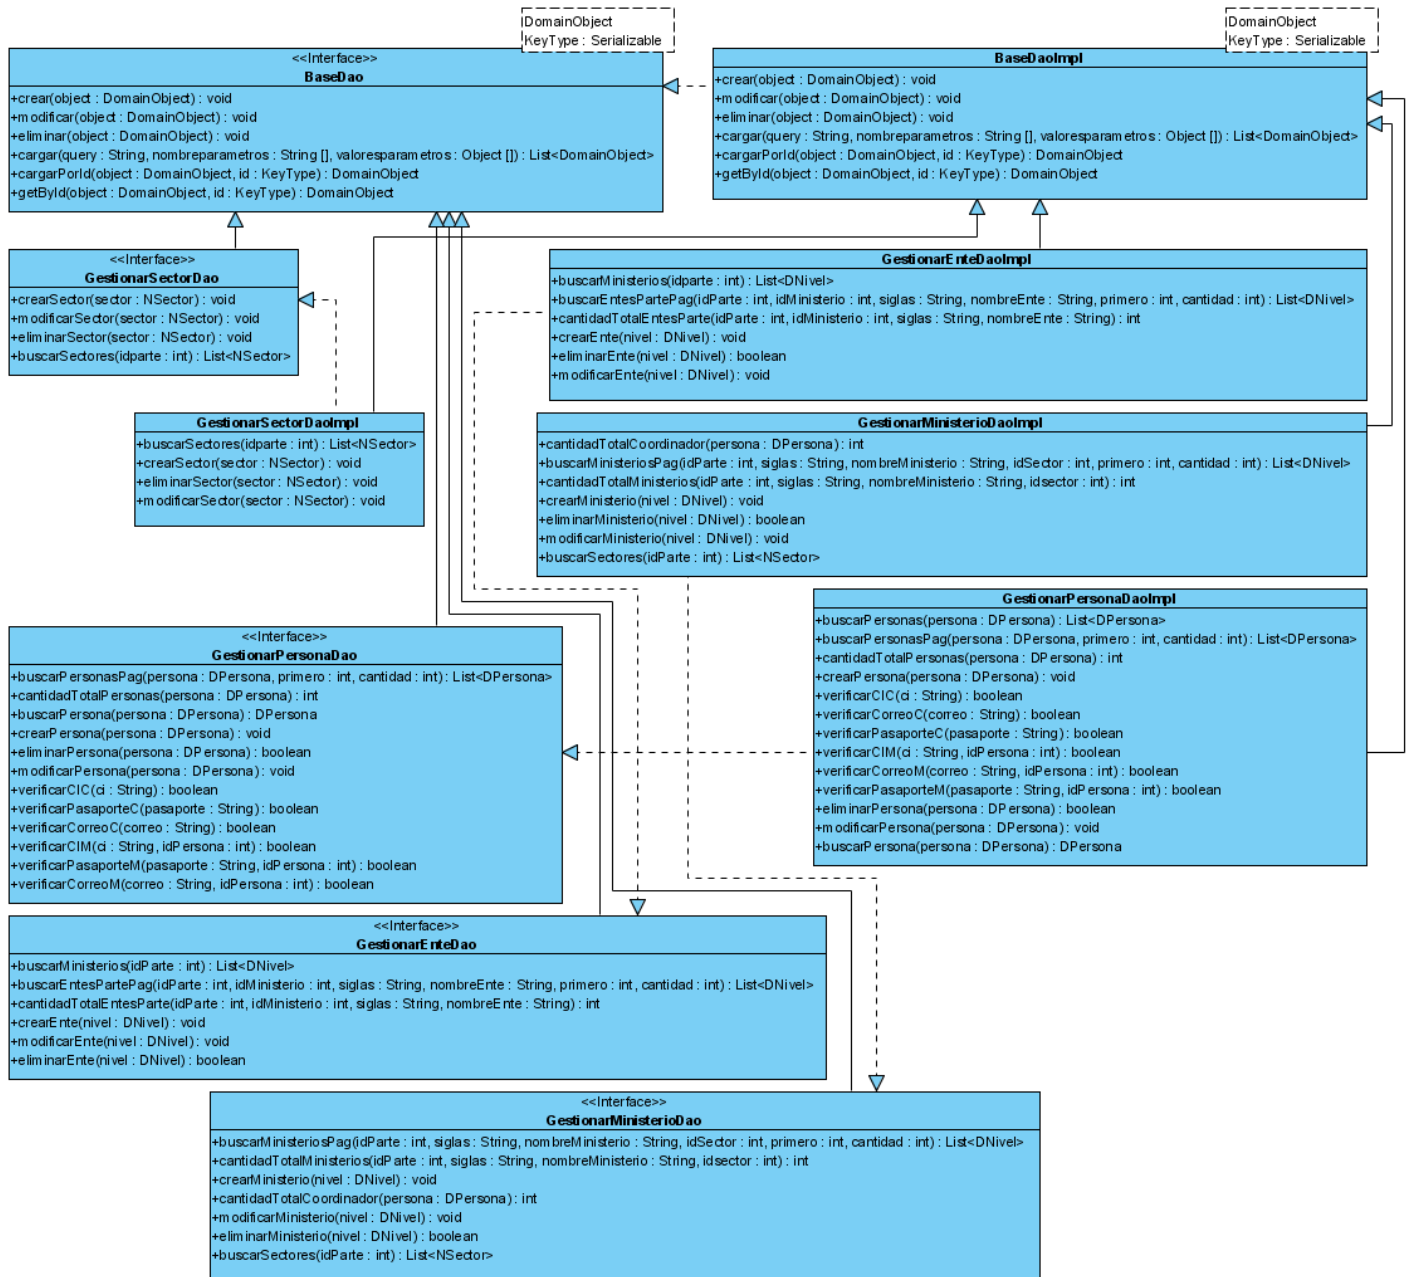 DomainObject
KeyType : Serializable
<<Interface>>
BaseDao
+crear(object : DomainObject) : void
+modificar(object : DomainObject) : void
+eliminar(object : DomainObject) : void
+cargar(query : String, nombreparametros : String [], valoresparametros : Object []) : List<DomainObject>
+cargarPorId(object : DomainObject, id : KeyType) : DomainObject
+getById(object : DomainObject, id : KeyType) : DomainObject
DomainObject
KeyType : Serializable
BaseDaoImpl
+crear(object : DomainObject) : void
+modificar(object : DomainObject) : void
+eliminar(object : DomainObject) : void
+cargar(query : String, nombreparametros : String [], valoresparametros : Object []) : List<DomainObject>
+cargarPorId(object : DomainObject, id : KeyType) : DomainObject
+getById(object : DomainObject, id : KeyType) : DomainObject
<<Interface>>
GestionarSectorDao
+crearSector(sector : NSector) : void
+modificarSector(sector : NSector) : void
+eliminarSector(sector : NSector) : void
+buscarSectores(idparte : int) : List<NSector>
GestionarEnteDaoImpl
+buscarMinisterios(idparte : int) : List<DNivel>
+buscarEntesPartePag(idParte : int, idMinisterio : int, siglas : String, nombreEnte : String, primero : int, cantidad : int) : List<DNivel>
+cantidadTotalEntesParte(idParte : int, idMinisterio : int, siglas : String, nombreEnte : String) : int
+crearEnte(nivel : DNivel) : void
+eliminarEnte(nivel : DNivel) : boolean
+modificarEnte(nivel : DNivel) : void
GestionarSectorDaoImpl
+buscarSectores(idparte : int) : List<NSector>
+crearSector(sector : NSector) : void
+eliminarSector(sector : NSector) : void
+modificarSector(sector : NSector) : void
GestionarMinisterioDaoImpl
+cantidadTotalCoordinador(persona : DPersona) : int
+buscarMinisteriosPag(idParte : int, siglas : String, nombreMinisterio : String, idSector : int, primero : int, cantidad : int) : List<DNivel>
+cantidadTotalMinisterios(idParte : int, siglas : String, nombreMinisterio : String, idsector : int) : int
+crearMinisterio(nivel : DNivel) : void
+eliminarMinisterio(nivel : DNivel) : boolean
+modificarMinisterio(nivel : DNivel) : void
+buscarSectores(idParte : int) : List<NSector>
GestionarPersonaDaoImpl
+buscarPersonas(persona : DPersona) : List<DPersona>
+buscarPersonasPag(persona : DPersona, primero : int, cantidad : int) : List<DPersona>
+cantidadTotalPersonas(persona : DPersona) : int
+crearPersona(persona : DPersona) : void
+verificarCIC(ci : String) : boolean
+verificarCorreoC(correo : String) : boolean
+verificarPasaporteC(pasaporte : String) : boolean
+verificarCIM(ci : String, idPersona : int) : boolean
+verificarCorreoM(correo : String, idPersona : int) : boolean
+verificarPasaporteM(pasaporte : String, idPersona : int) : boolean
+eliminarPersona(persona : DPersona) : boolean
+modificarPersona(persona : DPersona) : void
+buscarPersona(persona : DPersona) : DPersona
<<Interface>>
GestionarPersonaDao
+buscarPersonasPag(persona : DPersona, primero : int, cantidad : int) : List<DPersona>
+cantidadTotalPersonas(persona : DPersona) : int
+buscarPersona(persona : DPersona) : DPersona
+crearPersona(persona : DPersona) : void
+eliminarPersona(persona : DPersona) : boolean
+modificarPersona(persona : DPersona) : void
+verificarCIC(ci : String) : boolean
+verificarPasaporteC(pasaporte : String) : boolean
+verificarCorreoC(correo : String) : boolean
+verificarCIM(ci : String, idPersona : int) : boolean
+verificarPasaporteM(pasaporte : String, idPersona : int) : boolean
+verificarCorreoM(correo : String, idPersona : int) : boolean
<<Interface>>
GestionarEnteDao
+buscarMinisterios(idParte : int) : List<DNivel>
+buscarEntesPartePag(idParte : int, idMinisterio : int, siglas : String, nombreEnte : String, primero : int, cantidad : int) : List<DNivel>
+cantidadTotalEntesParte(idParte : int, idMinisterio : int, siglas : String, nombreEnte : String) : int
+crearEnte(nivel : DNivel) : void
+modificarEnte(nivel : DNivel) : void
+eliminarEnte(nivel : DNivel) : boolean
<<Interface>>
GestionarMinisterioDao
+buscarMinisteriosPag(idParte : int, siglas : String, nombreMinisterio : String, idSector : int, primero : int, cantidad : int) : List<DNivel>
+cantidadTotalMinisterios(idParte : int, siglas : String, nombreMinisterio : String, idsector : int) : int
+crearMinisterio(nivel : DNivel) : void
+cantidadTotalCoordinador(persona : DPersona) : int
+modificarMinisterio(nivel : DNivel) : void
+eliminarMinisterio(nivel : DNivel) : boolean
+buscarSectores(idParte : int) : List<NSector>